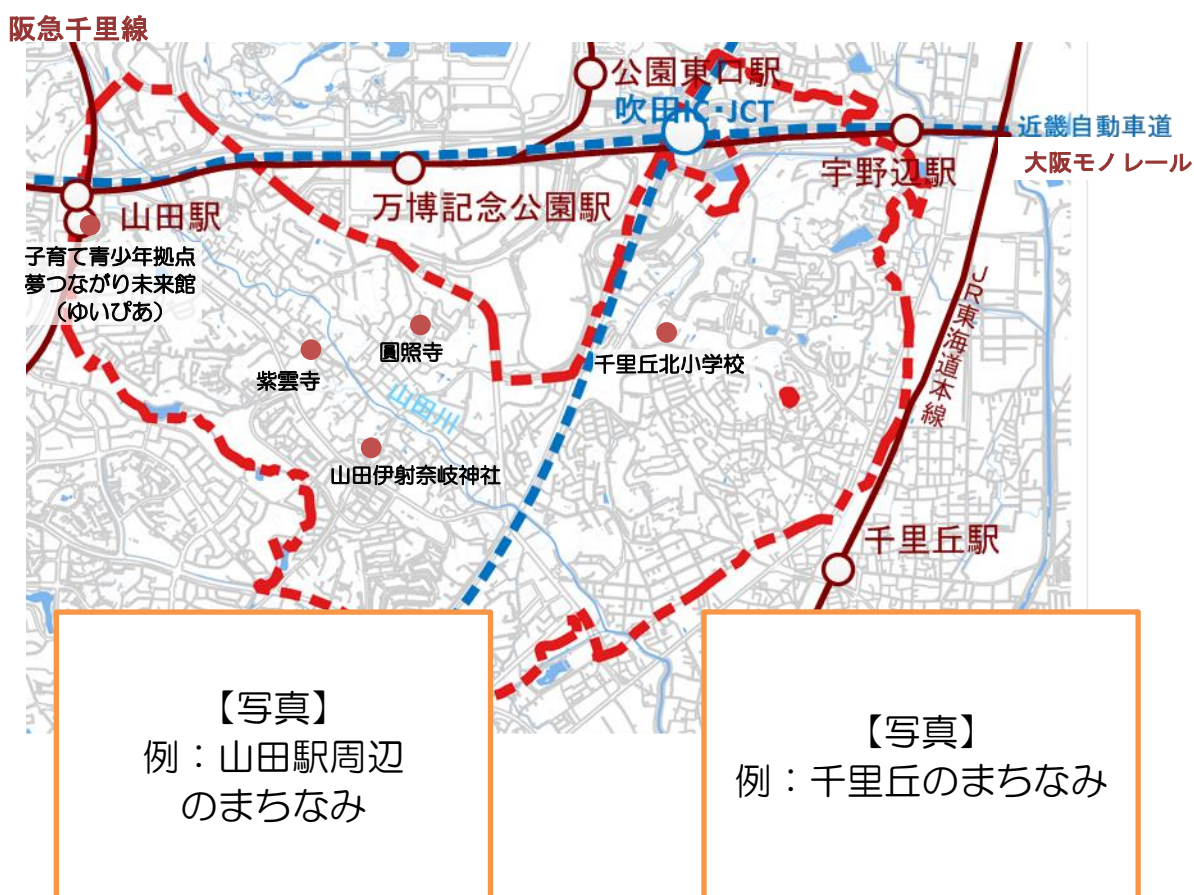 阪急千里線
公園東口駅
吹田IC・JCT
近畿自動車道
大阪モノレール
宇野辺駅
万博記念公園駅
山田駅
子育て青少年拠点
夢つながり未来館
(ゆいぴあ)
JR東海道本線
圓照寺
千里丘北小学校
紫雲寺
山田川
山田伊射奈岐神社
千里丘駅
【写真】
例：山田駅周辺
のまちなみ
【写真】
例：千里丘のまちなみ